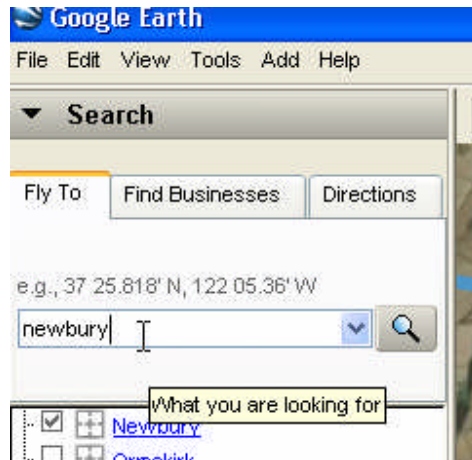 Google Earth
File Edit View Tools Add Help
Search
Fly To Find Businesses Directions
e.g., 37 25.818' N, 122 05.36' W
newbury
What you are looking for
Newbury
Ormskirk